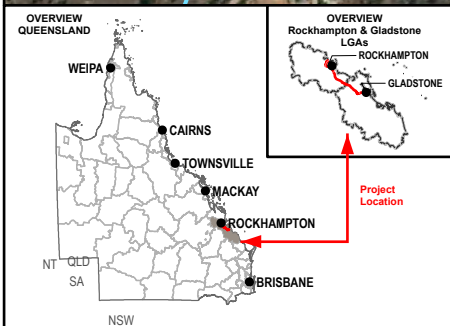 OVERVIEW
QUEENSLAND
WEIPA
CAIRNS
TOWNSVILLE
MACKAY
ROCKHAMPTON
BRISBANE
NT
QLD
SA
NSW
OVERVIEW
Rockhampton & Gladstone
LGAs
ROCKHAMPTON
GLADSTONE
Project
Location